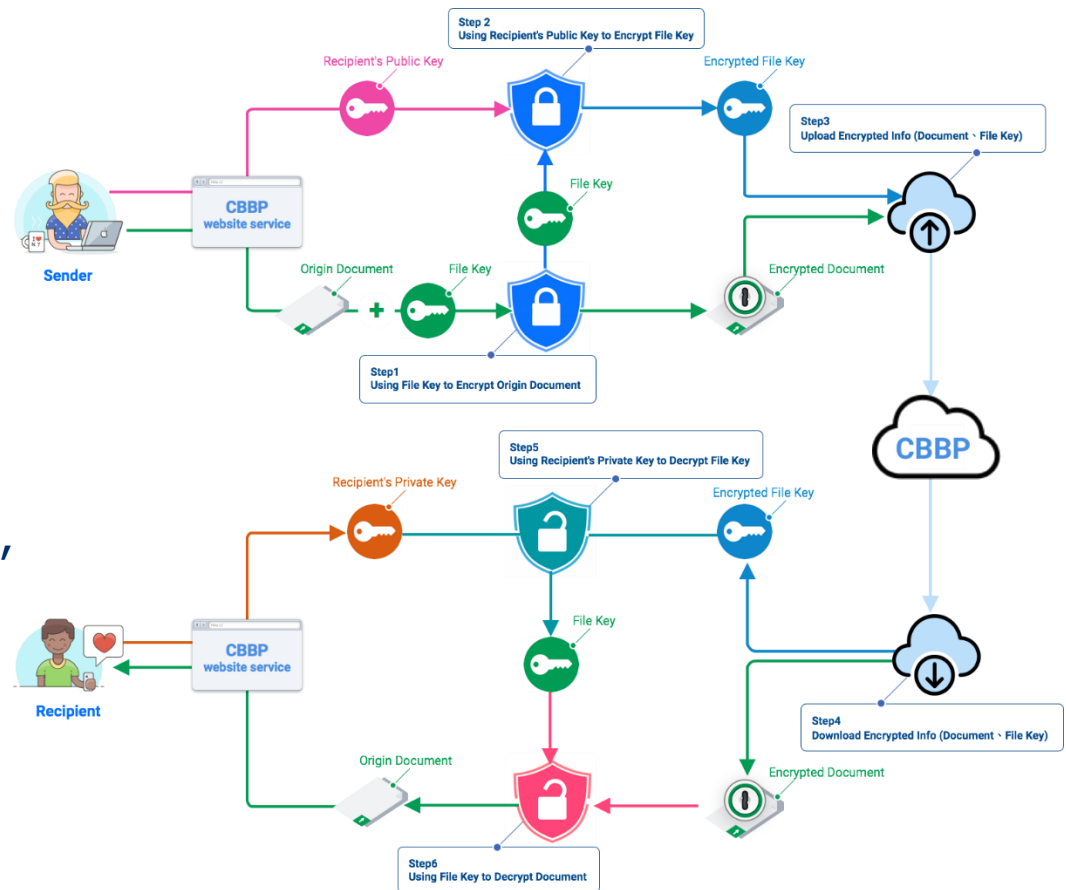 Step 2
Using Recipient's Public Key to Encrypt File Key
Recipient's Public Key
Encrypted File Key
Step3
Upload Encrypted Info (Document、File Key)
File Key
CBBP
website service
Sender
Origin Document
File Key
Encrypted Document
+
Step1
Using File Key to Encrypt Origin Document
CBBP
Step5
Using Recipient's Private Key to Decrypt File Key
Recipient's Private Key
Encrypted File Key
,
File Key
CBBP
website service
Recipient
Step4
Download Encrypted Info (Document、File Key)
Origin Document
Encrypted Document
Step6
Using File Key to Decrypt Document